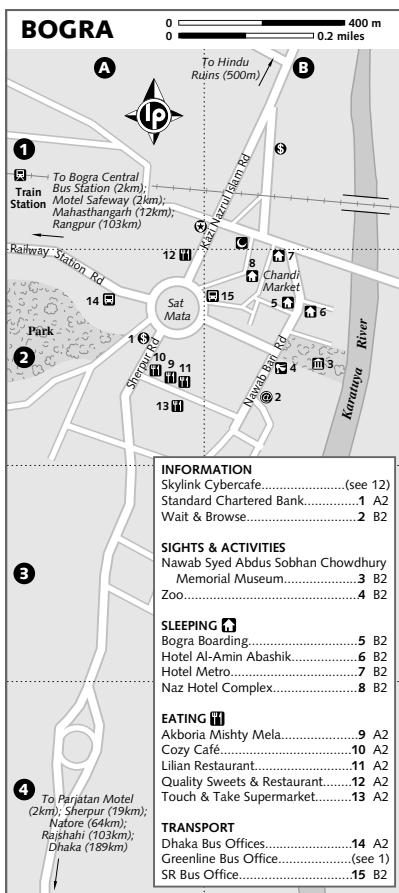 BOGRA
0 400 m
0 0.2 miles
A
B
To Hindu
Ruins (500m)
lp
1
Train
Station
To Bogra Central
Bus Station (2km);
Motel Safeway (2km);
Mahasthangarh (12km);
Rangpur (103km)
$
Kazi Nazrul Islam Rd
12
7
8
Railway Station Rd
Chandi
Market
14
15
5
6
Sat
Mata
Park
2
1 $
10
9
11
Sherpur Rd
13
Nawab Bari Rd
4
3
@ 2
Karatuya River
3
4
To Parjatan Motel
(2km); Sherpur (19km);
Natore (64km);
Rajshahi (103km);
Dhaka (189km)
INFORMATION
Skylink Cybercafe......................(see 12)
Standard Chartered Bank............1 A2
Wait & Browse............................2 B2
SIGHTS & ACTIVITIES
Nawab Syed Abdus Sobhan Chowdhury
Memorial Museum..................3 B2
Zoo.............................................4 B2
SLEEPING
Bogra Boarding...........................5 B2
Hotel Al-Amin Abashik................6 B2
Hotel Metro................................7 B2
Naz Hotel Complex.....................8 B2
EATING
Akboria Mishty Mela...................9 A2
Cozy Café.................................10 A2
Lilian Restaurant........................11 A2
Quality Sweets & Restaurant......12 A2
Touch & Take Supermarket........13 A2
TRANSPORT
Dhaka Bus Offices.....................14 A2
Greenline Bus Office................(see 1)
SR Bus Office............................15 B2